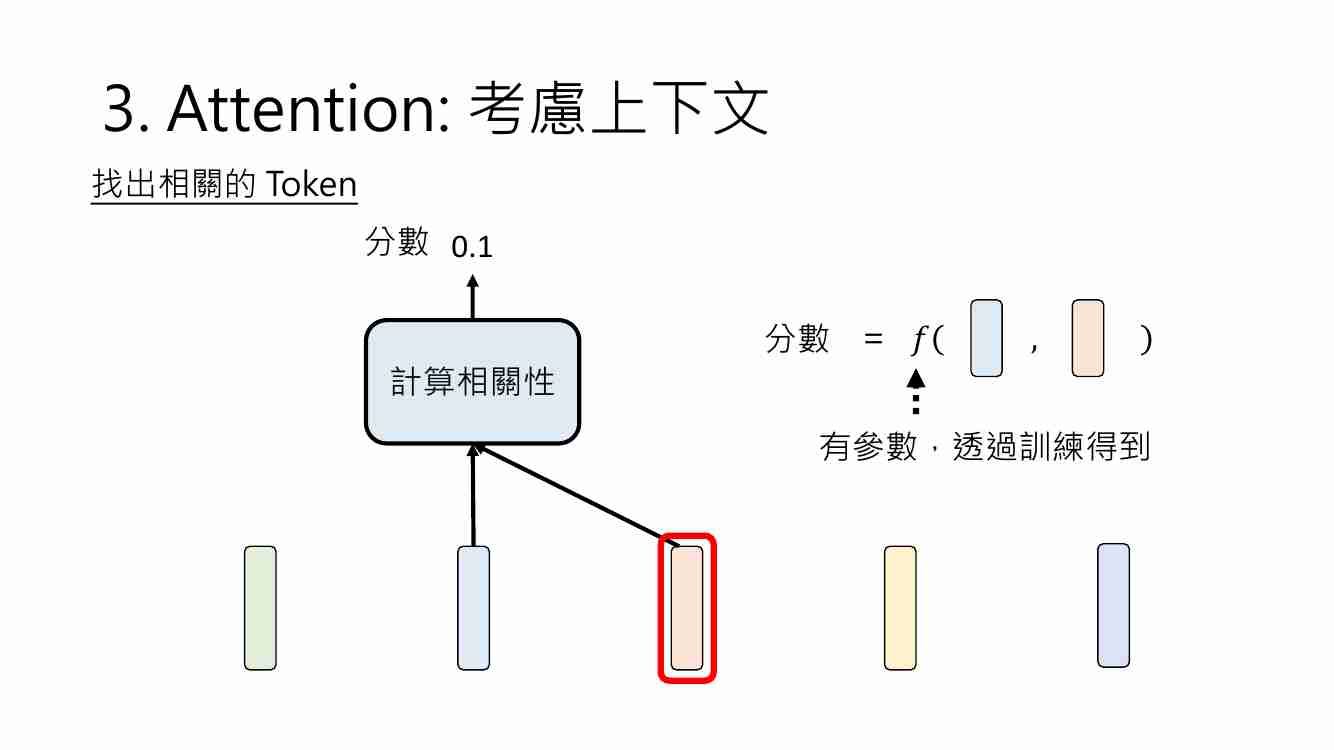 3. Attention: 考慮上下文
找出相關的 Token
分數 0.1
計算相關性
分數 = f( , )
有參數，透過訓練得到